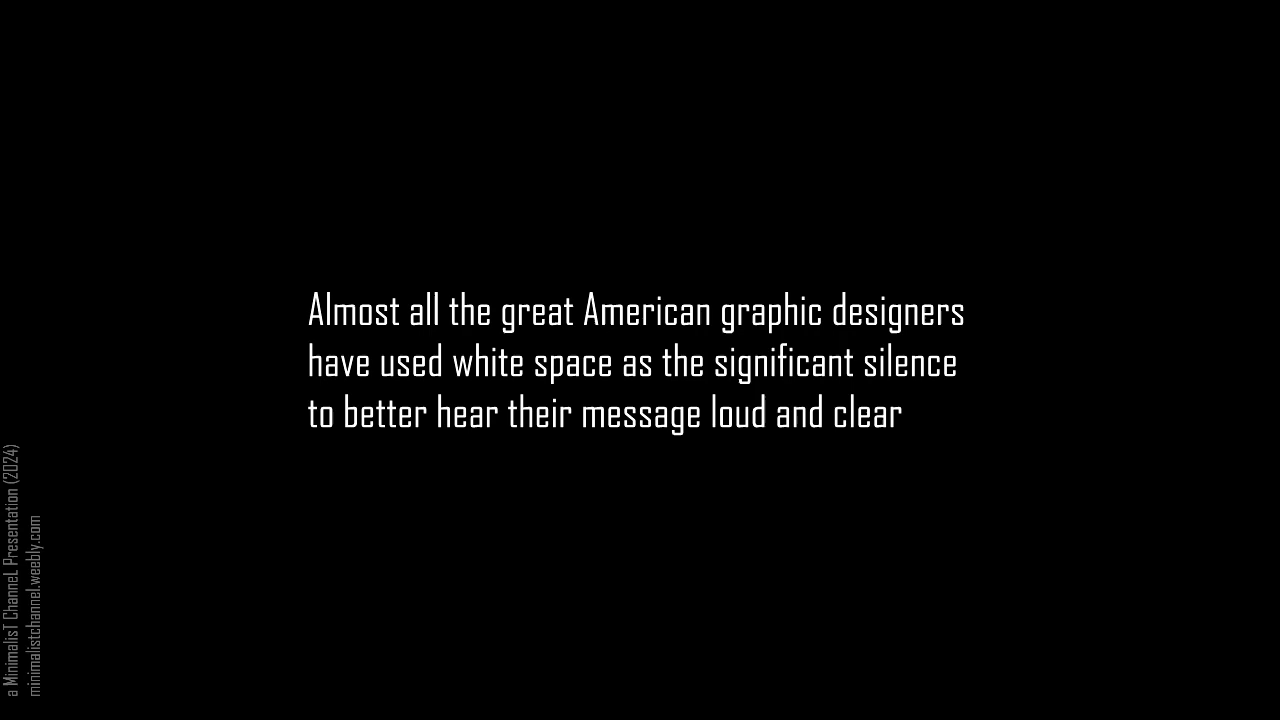 Almost all the great American graphic designers
have used white space as the significant silence
to better hear their message loud and clear
a MinimalisT ChanneL Presentation (2024)
minimalistchannel.weebly.com